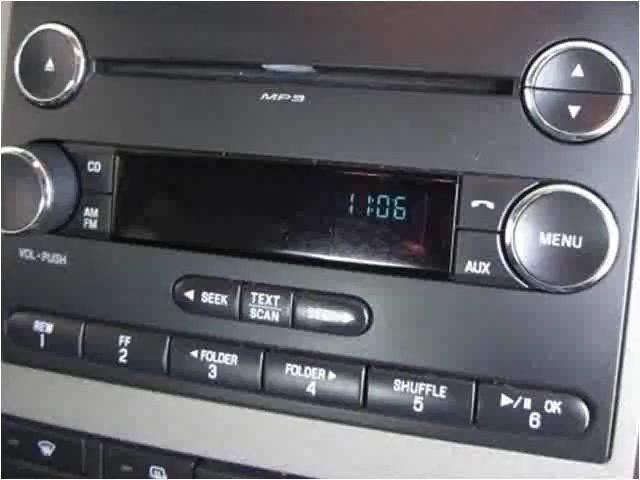 MP3
CD
11:06
AM
FM
MENU
AUX
VOL-PUSH
SEEK
TEXT
SCAN
SEEK
REW
1
FF
2
FOLDER
3
FOLDER
4
SHUFFLE
5
OK
6